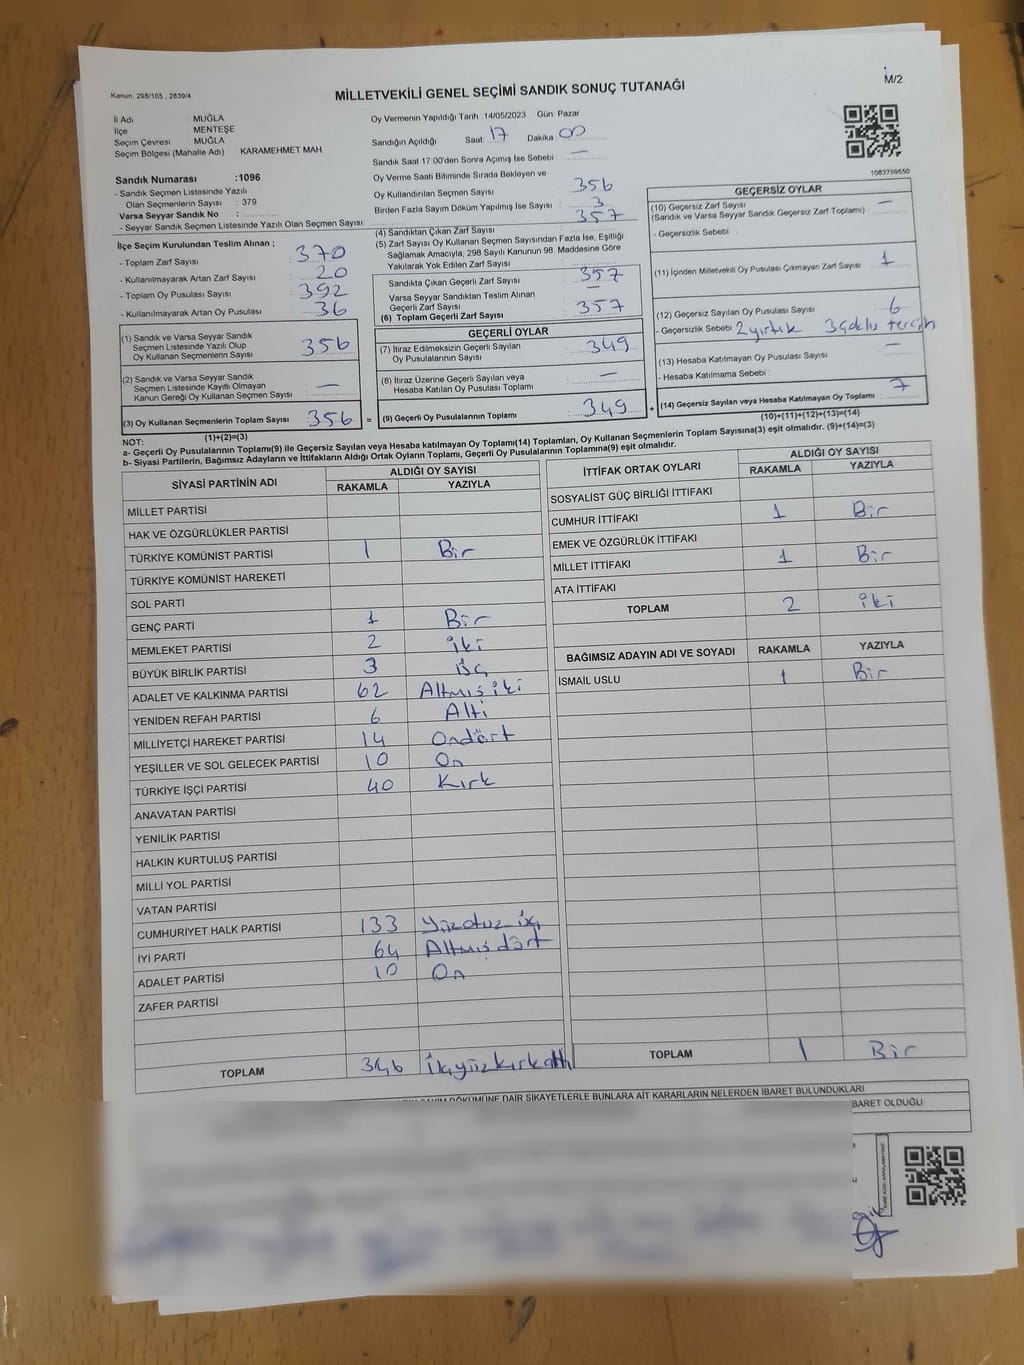 Kanun, 298/105 , 2839/4
MİLLETVEKİLİ GENEL SEÇİMİ SANDIK SONUÇ TUTANAĞI
M/2
İl Adı : MUĞLA
İlçe : MENTEŞE
Seçim Çevresi : MUĞLA
Seçim Bölgesi (Mahalle Adı) KARAMEHMET MAH.
Sandık Numarası :1096
- Sandık Seçmen Listesinde Yazılı
Olan Seçmenlerin Sayısı : 379
Varsa Seyyar Sandık No :
- Seyyar Sandık Seçmen Listesinde Yazılı Olan Seçmen Sayısı:
Oy Vermenin Yapıldığı Tarih :14/05/2023 Gün: Pazar
Sandığın Açıldığı Saat: 17 Dakika: 00
Sandık Saat 17:00'den Sonra Açımış İse Sebebi : —
Oy Verme Saati Bitiminde Sırada Bekleyen ve
Oy Kullandırılan Seçmen Sayısı : 356
Birden Fazla Sayım Döküm Yapılmış İse Sayısı : 3
(4) Sandıktan Çıkan Zarf Sayısı : 357
(5) Zarf Sayısı Oy Kullanan Seçmen Sayısından Fazla İse, Eşitliği
Sağlamak Amacıyla, 298 Sayılı Kanunun 98. Maddesine Göre
Yakılarak Yok Edilen Zarf Sayısı :
Sandıkta Çıkan Geçerli Zarf Sayısı : 357
Varsa Seyyar Sandıktan Teslim Alınan
Geçerli Zarf Sayısı : —
(6) Toplam Geçerli Zarf Sayısı : 357
İlçe Seçim Kurulundan Teslim Alınan ;
- Toplam Zarf Sayısı : 370
- Kullanılmayarak Artan Zarf Sayısı : 20
- Toplam Oy Pusulası Sayısı : 392
- Kullanılmayarak Artan Oy Pusulası : 36
(1) Sandık ve Varsa Seyyar Sandık
Seçmen Listesinde Yazılı Olup
Oy Kullanan Seçmenlerin Sayısı : 356
(2) Sandık ve Varsa Seyyar Sandık
Seçmen Listesinde Kayıtlı Olmayan
Kanun Gereği Oy Kullanan Seçmen Sayısı : —
(3) Oy Kullanan Seçmenlerin Toplam Sayısı : 356 =
(1)+(2)=(3)
GEÇERLİ OYLAR
(7) İtiraz Edilmeksizin Geçerli Sayılan
Oy Pusulalarının Sayısı : 349
(8) İtiraz Üzerine Geçerli Sayılan veya
Hesaba Katılan Oy Pusulası Toplamı : —
(9) Geçerli Oy Pusulalarının Toplamı : 349 +
1083759550
GEÇERSİZ OYLAR
(10) Geçersiz Zarf Sayısı : —
(Sandık ve Varsa Seyyar Sandık Geçersiz Zarf Toplamı)
- Geçersizlik Sebebi :
(11) İçinden Milletvekili Oy Pusulası Çıkmayan Zarf Sayısı : 1
(12) Geçersiz Sayılan Oy Pusulası Sayısı : 6
- Geçersizlik Sebebi : 2 yırtık 3 çoklu tercih
(13) Hesaba Katılmayan Oy Pusulası Sayısı : —
- Hesaba Katılmama Sebebi :
(14) Geçersiz Sayılan veya Hesaba Katılmayan Oy Toplamı : 7
(10)+(11)+(12)+(13)=(14)
NOT:
a- Geçerli Oy Pusulalarının Toplamı(9) ile Geçersiz Sayılan veya Hesaba katılmayan Oy Toplamı(14) Toplamları, Oy Kullanan Seçmenlerin Toplam Sayısına(3) eşit olmalıdır. (9)+(14)=(3)
b- Siyasi Partilerin, Bağımsız Adayların ve İttifakların Aldığı Ortak Oyların Toplamı, Geçerli Oy Pusulalarının Toplamına(9) eşit olmalıdır.
SİYASİ PARTİNİN ADI ALDIĞI OY SAYISI
RAKAMLA YAZIYLA
MİLLET PARTİSİ
HAK VE ÖZGÜRLÜKLER PARTİSİ
TÜRKİYE KOMÜNİST PARTİSİ 1 Bir
TÜRKİYE KOMÜNİST HAREKETİ
SOL PARTİ
GENÇ PARTİ 1 Bir
MEMLEKET PARTİSİ 2 iki
BÜYÜK BİRLİK PARTİSİ 3 üç
ADALET VE KALKINMA PARTİSİ 62 Altmış iki
YENİDEN REFAH PARTİSİ 6 Altı
MİLLİYETÇİ HAREKET PARTİSİ 14 Ondört
YEŞİLLER VE SOL GELECEK PARTİSİ 10 On
TÜRKİYE İŞÇİ PARTİSİ 40 Kırk
ANAVATAN PARTİSİ
YENİLİK PARTİSİ
HALKIN KURTULUŞ PARTİSİ
MİLLİ YOL PARTİSİ
VATAN PARTİSİ
CUMHURİYET HALK PARTİSİ 133 Yüzotuz üç
İYİ PARTİ 64 Altmış dört
ADALET PARTİSİ 10 On
ZAFER PARTİSİ
TOPLAM 346 üçyüzkırkaltı
İTTİFAK ORTAK OYLARI ALDIĞI OY SAYISI
RAKAMLA YAZIYLA
SOSYALİST GÜÇ BİRLİĞİ İTTİFAKI
CUMHUR İTTİFAKI 1 Bir
EMEK VE ÖZGÜRLÜK İTTİFAKI
MİLLET İTTİFAKI 1 Bir
ATA İTTİFAKI
TOPLAM 2 iki
BAĞIMSIZ ADAYIN ADI VE SOYADI RAKAMLA YAZIYLA
İSMAİL USLU 1 Bir
TOPLAM 1 Bir
SAYIM DÖKÜMÜNE DAİR ŞİKAYETLERLE BUNLARA AİT KARARLARIN NELERDEN İBARET BULUNDUKLARI
İBARET OLDUĞU